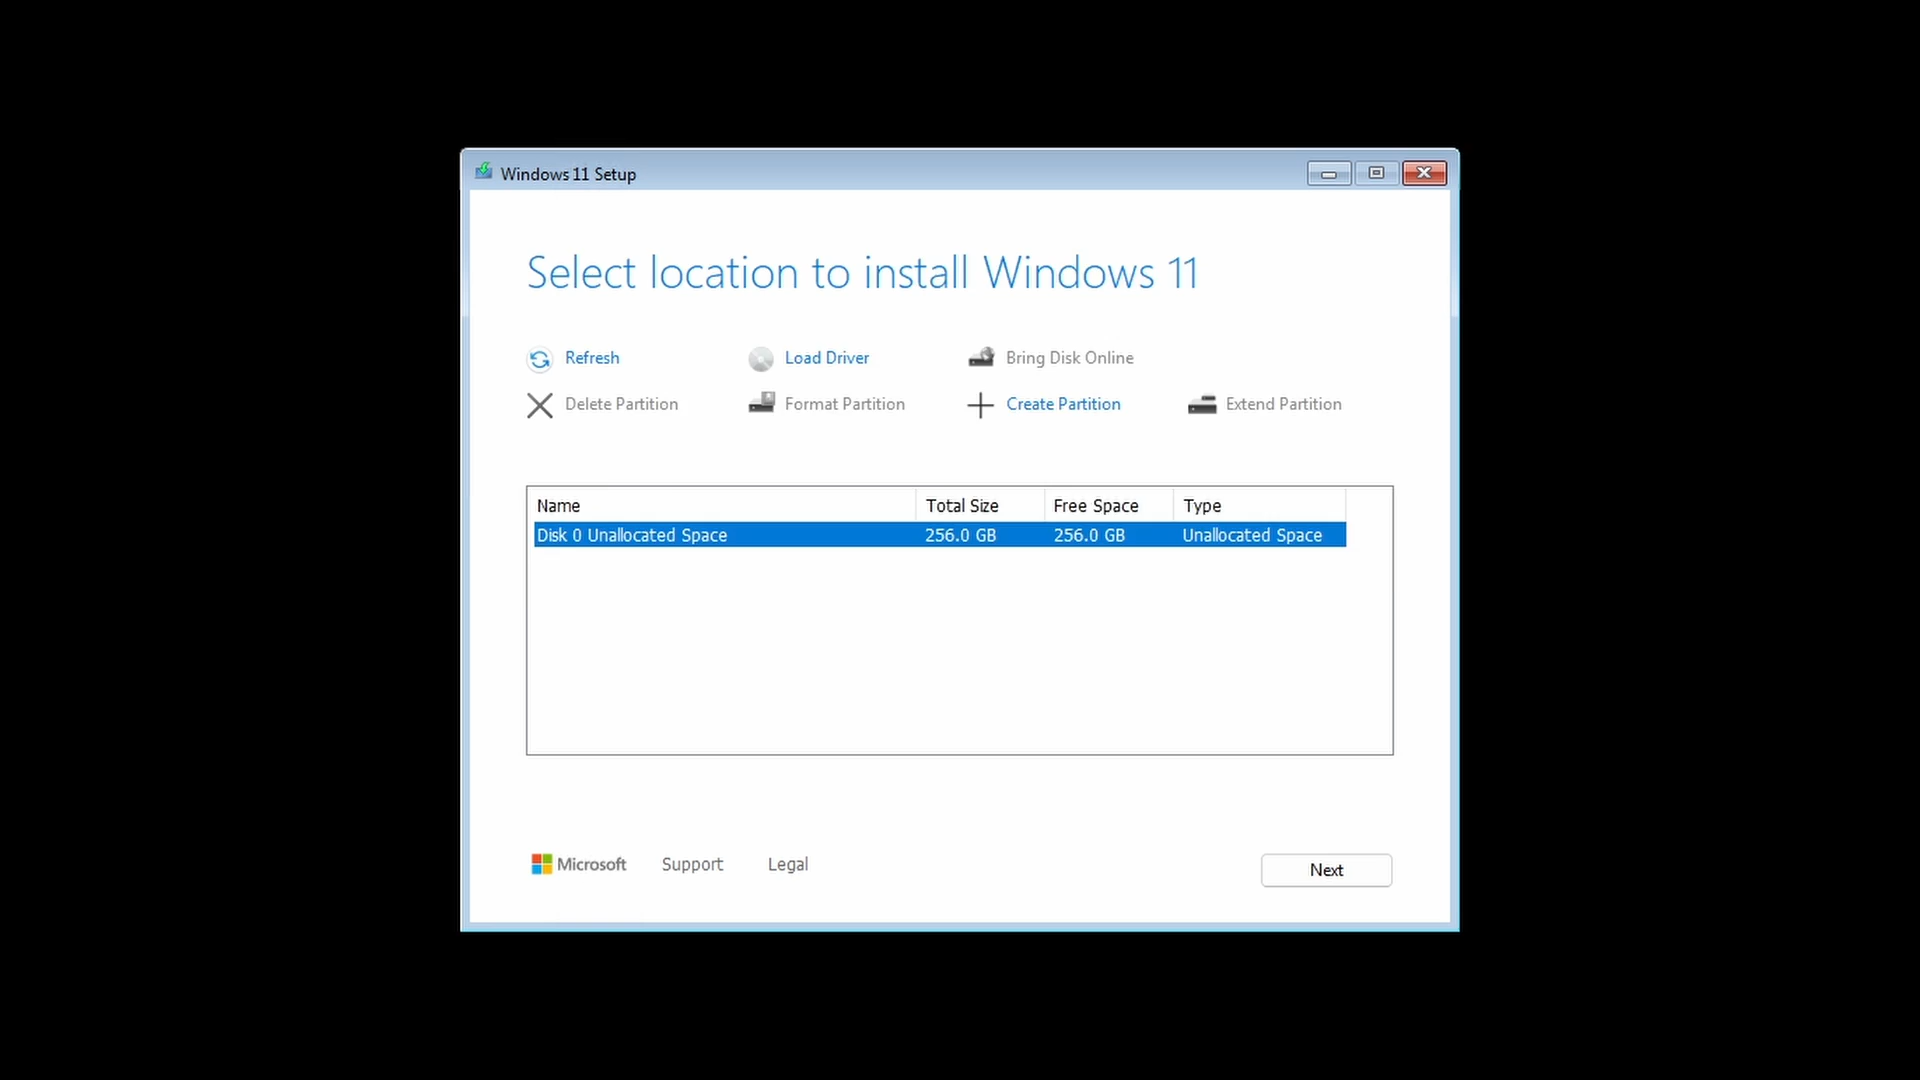 Windows 11 Setup
Select location to install Windows 11
Refresh Load Driver Bring Disk Online
Delete Partition Format Partition Create Partition Extend Partition
Name Total Size Free Space Type
Disk 0 Unallocated Space 256.0 GB 256.0 GB Unallocated Space
Microsoft Support Legal Next